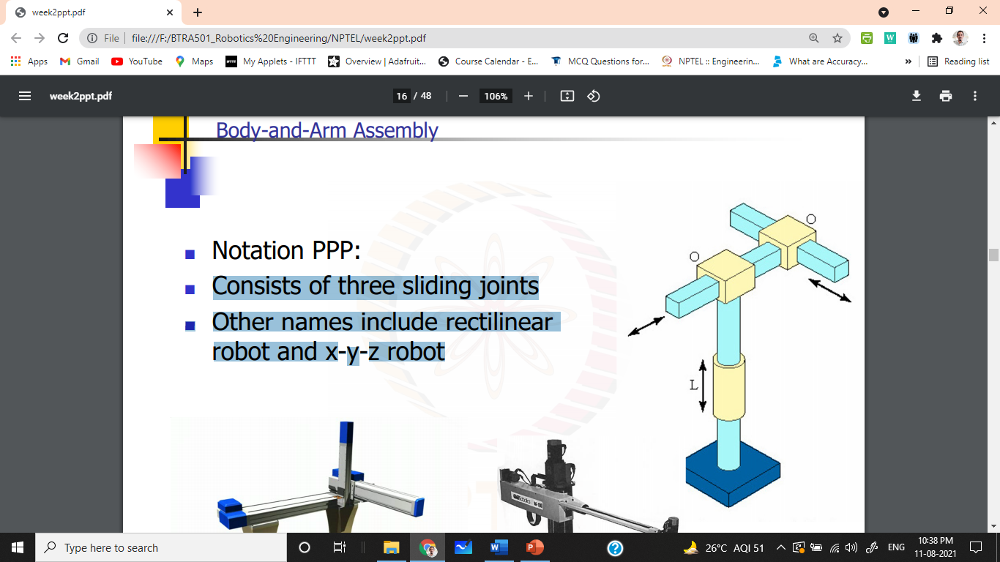 week2ppt.pdf
File | file:///F:/BTRA501_Robotics%20Engineering/NPTEL/week2ppt.pdf
Apps Gmail YouTube Maps IFTTT My Applets - IFTTT Overview | Adafruit... Course Calendar - E... MCQ Questions for... NPTEL :: Engineerin... What are Accuracy... » Reading list
week2ppt.pdf 16 / 48 106%
Body-and-Arm Assembly
O
Notation PPP:
O
Consists of three sliding joints
Other names include rectilinear
robot and x-y-z robot
L
Type here to search
26°C AQI 51
ENG
10:38 PM
11-08-2021